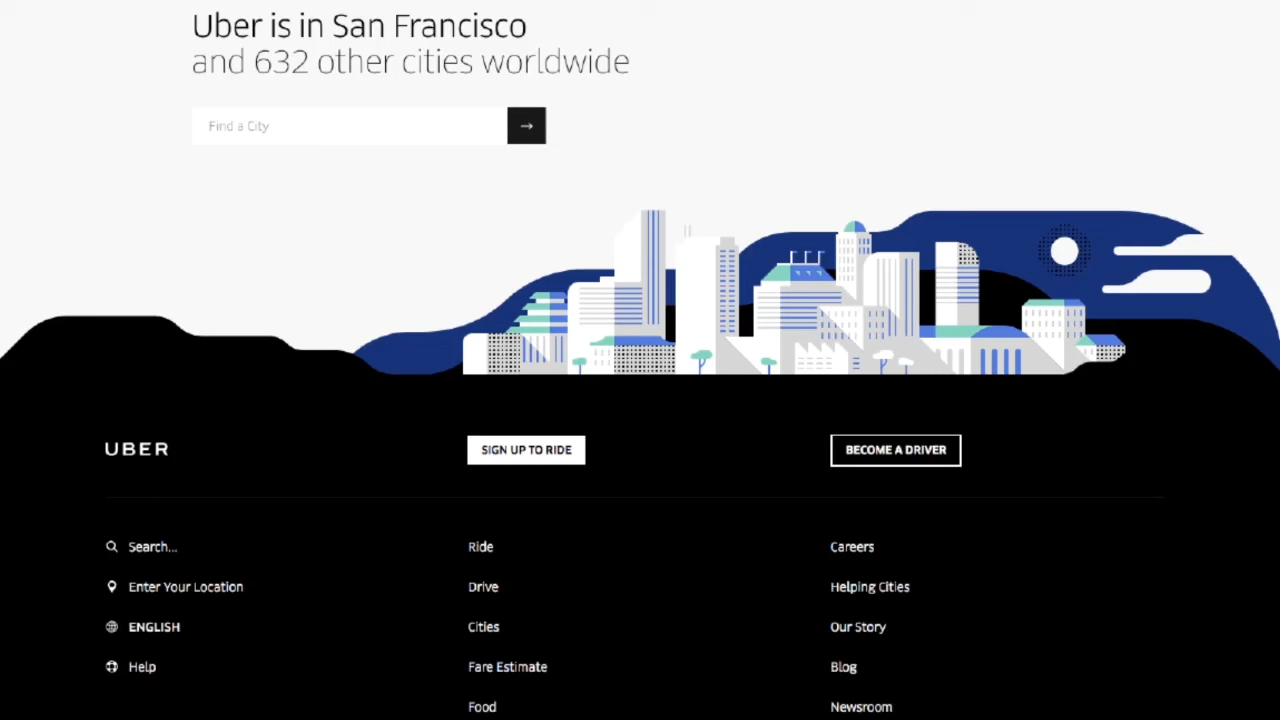 Uber is in San Francisco
and 632 other cities worldwide
Find a City
UBER
SIGN UP TO RIDE
BECOME A DRIVER
Search...
Enter Your Location
ENGLISH
Help
Ride
Drive
Cities
Fare Estimate
Food
Careers
Helping Cities
Our Story
Blog
Newsroom